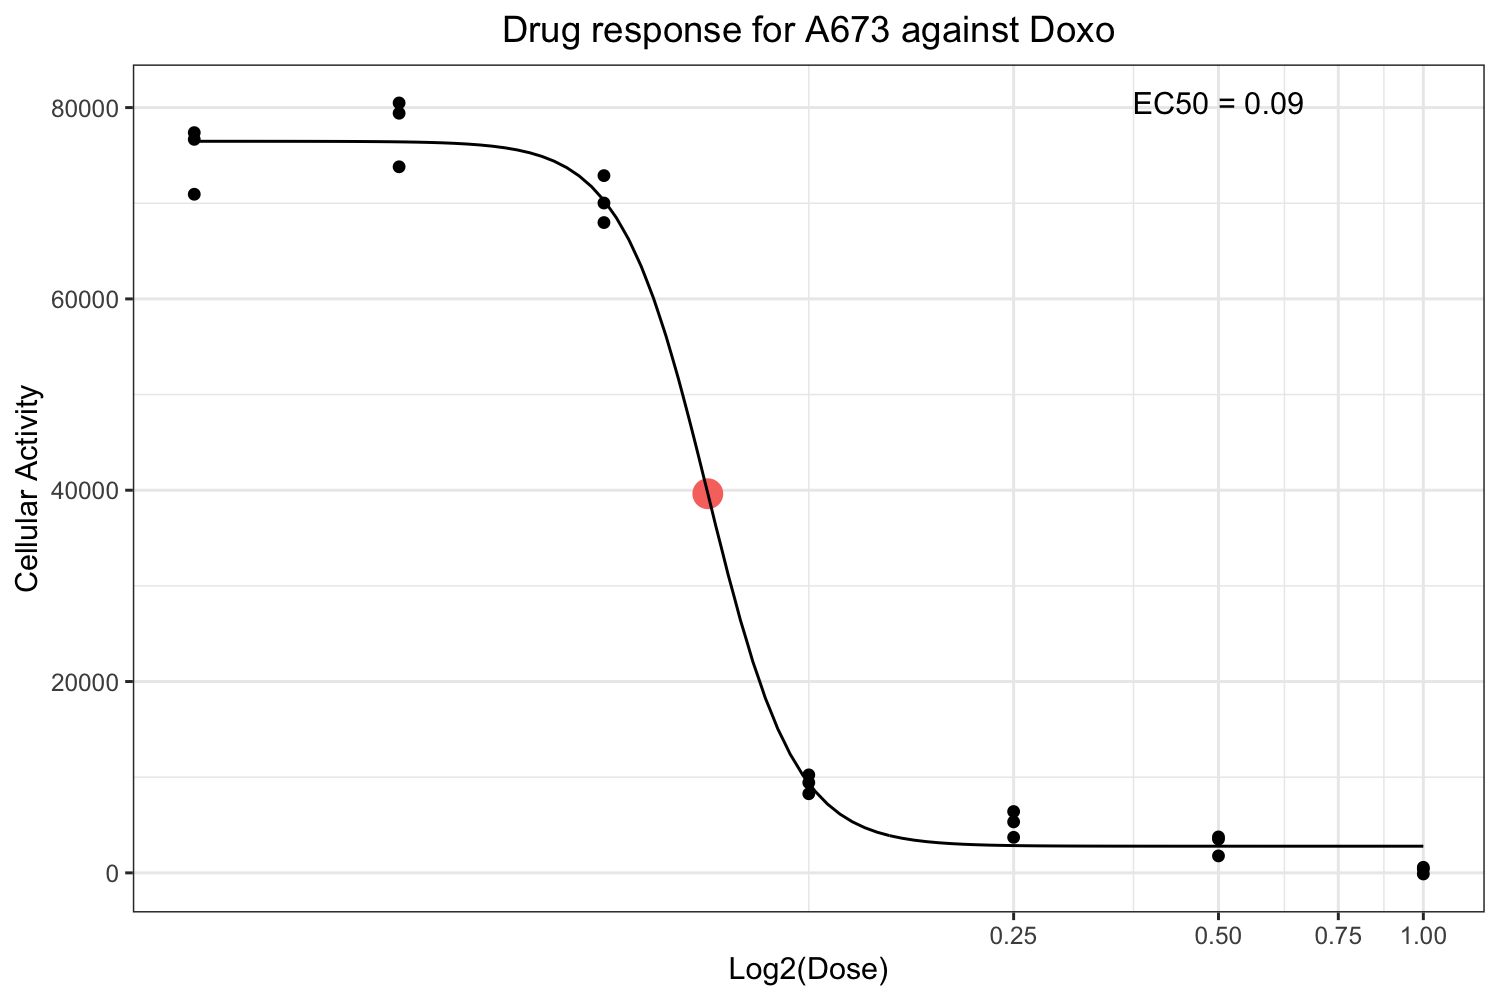 Drug response for A673 against Doxo
EC50 = 0.09
80000
60000
40000
20000
0
Cellular Activity
0.25 0.50 0.75 1.00
Log2(Dose)